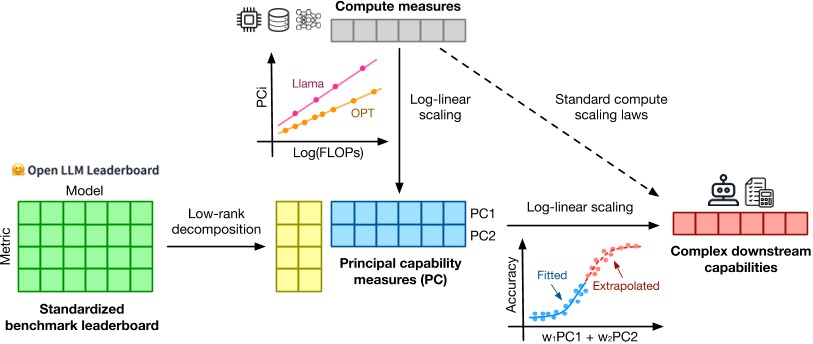 Compute measures
PCi
Llama
OPT
Log(FLOPs)
Log-linear
scaling
Standard compute
scaling laws
Open LLM Leaderboard
Model
Metric
Low-rank
decomposition
PC1
PC2
Log-linear scaling
Principal capability
measures (PC)
Standardized
benchmark leaderboard
Complex downstream
capabilities
Accuracy
Fitted
Extrapolated
w₁PC1 + w₂PC2